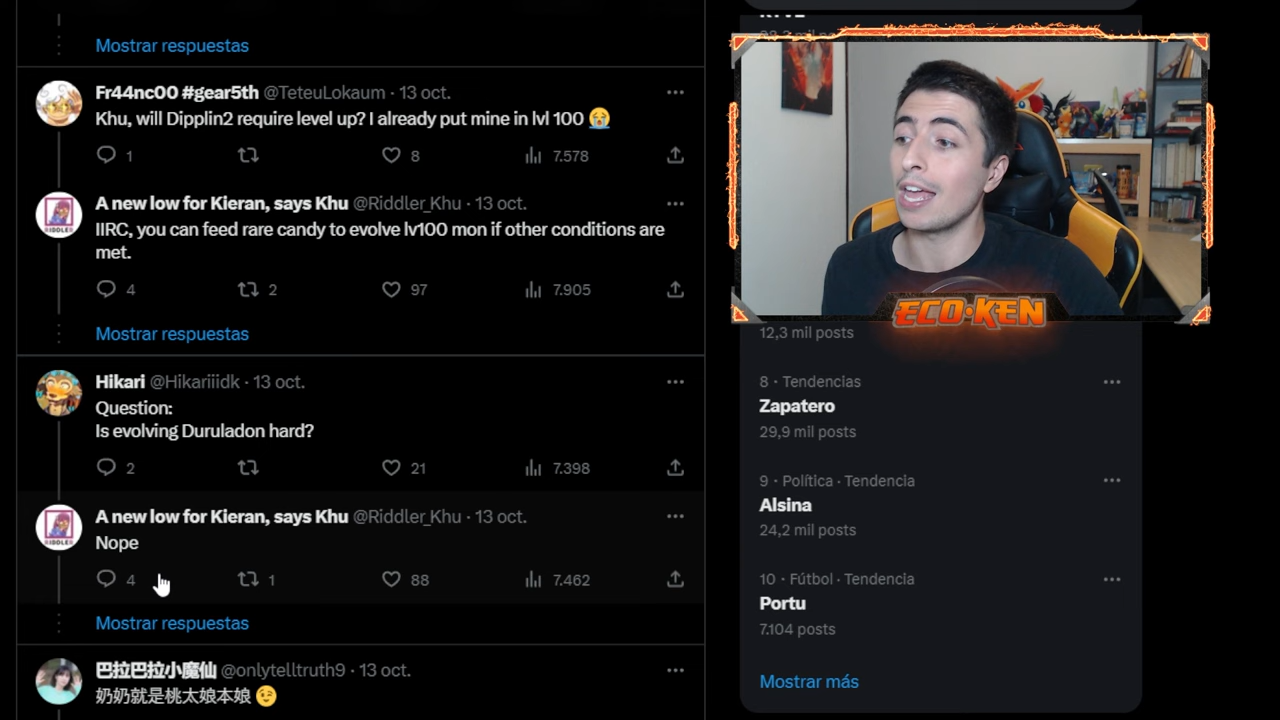 Mostrar respuestas
Fr44nc00 #gear5th @TeteuLokaum · 13 oct.
Khu, will Dipplin2 require level up? I already put mine in lvl 100 😭
1 8 7.578
A new low for Kieran, says Khu @Riddler_Khu · 13 oct.
IIRC, you can feed rare candy to evolve lv100 mon if other conditions are
met.
4 2 97 7.905
Mostrar respuestas
Hikari @Hikariiidk · 13 oct.
Question:
Is evolving Duruladon hard?
2 21 7.398
A new low for Kieran, says Khu @Riddler_Khu · 13 oct.
Nope
4 1 88 7.462
Mostrar respuestas
巴拉巴拉小魔仙 @onlytelltruth9 · 13 oct.
奶奶就是桃太娘本娘 😉
ECO·KEN
12,3 mil posts
8 · Tendencias
Zapatero
29,9 mil posts
9 · Política · Tendencia
Alsina
24,2 mil posts
10 · Fútbol · Tendencia
Portu
7.104 posts
Mostrar más